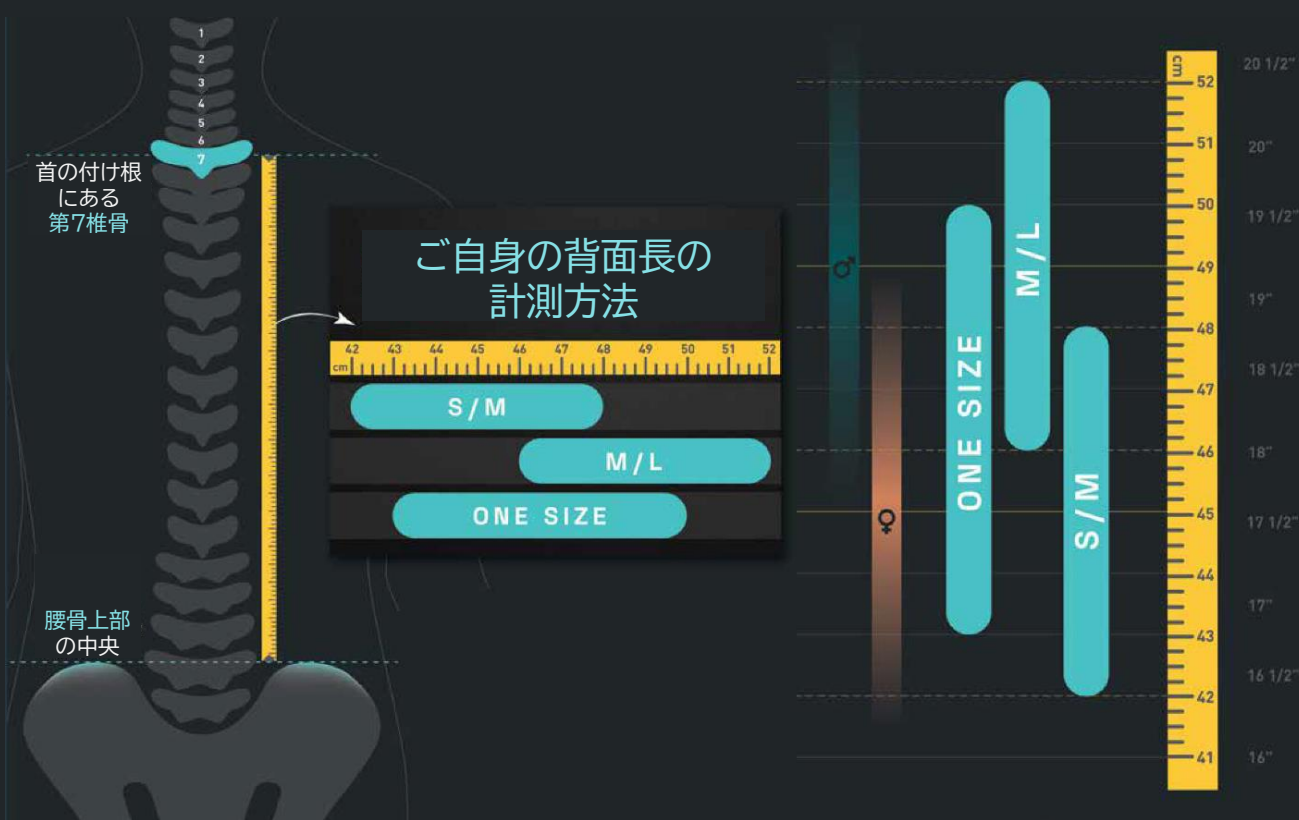 1
2
3
4
5
6
7
首の付け根
にある
第7椎骨
腰骨上部
の中央
ご自身の背面長の
計測方法
42 43 44 45 46 47 48 49 50 51 52
cm
S/M
M/L
ONE SIZE
♂
♀
ONE SIZE
M/L
S/M
cm
52
51
50
49
48
47
46
45
44
43
42
41
20 1/2"
20"
19 1/2"
19"
18 1/2"
18"
17 1/2"
17"
16 1/2"
16"